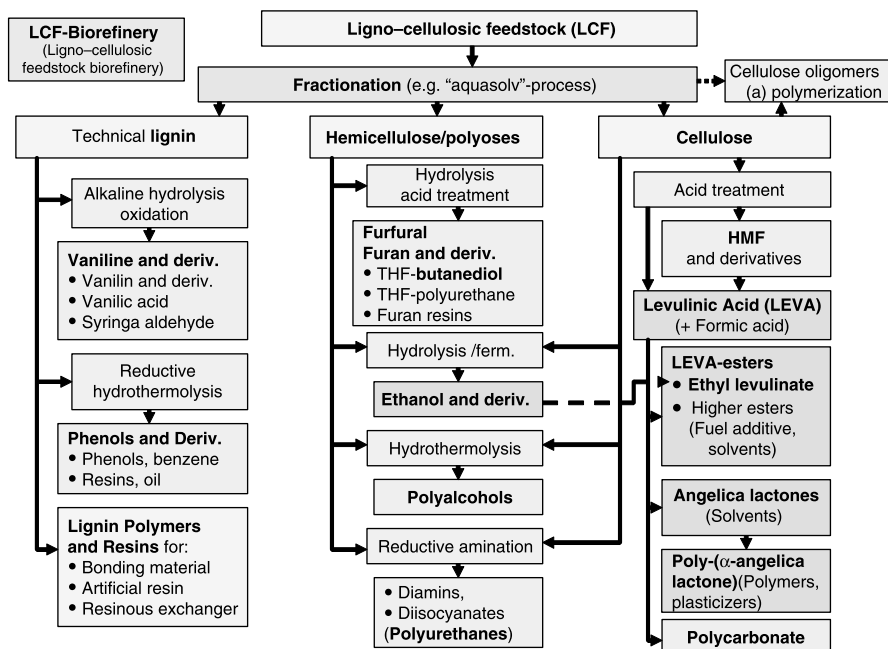 LCF-Biorefinery
(Ligno–cellulosic
feedstock biorefinery)
Ligno–cellulosic feedstock (LCF)
Fractionation (e.g. “aquasolv”-process)
Cellulose oligomers
(a) polymerization
Technical lignin
Alkaline hydrolysis
oxidation
Vaniline and deriv.
• Vanilin and deriv.
• Vanilic acid
• Syringa aldehyde
Reductive
hydrothermolysis
Phenols and Deriv.
• Phenols, benzene
• Resins, oil
Lignin Polymers
and Resins for:
• Bonding material
• Artificial resin
• Resinous exchanger
Hemicellulose/polyoses
Hydrolysis
acid treatment
Furfural
Furan and deriv.
• THF-butanediol
• THF-polyurethane
• Furan resins
Hydrolysis /ferm.
Ethanol and deriv.
Hydrothermolysis
Polyalcohols
Reductive amination
• Diamins,
• Diisocyanates
(Polyurethanes)
Cellulose
Acid treatment
HMF
and derivatives
Levulinic Acid (LEVA)
(+ Formic acid)
LEVA-esters
• Ethyl levulinate
• Higher esters
(Fuel additive,
solvents)
Angelica lactones
(Solvents)
Poly-(α-angelica
lactone)(Polymers,
plasticizers)
Polycarbonate